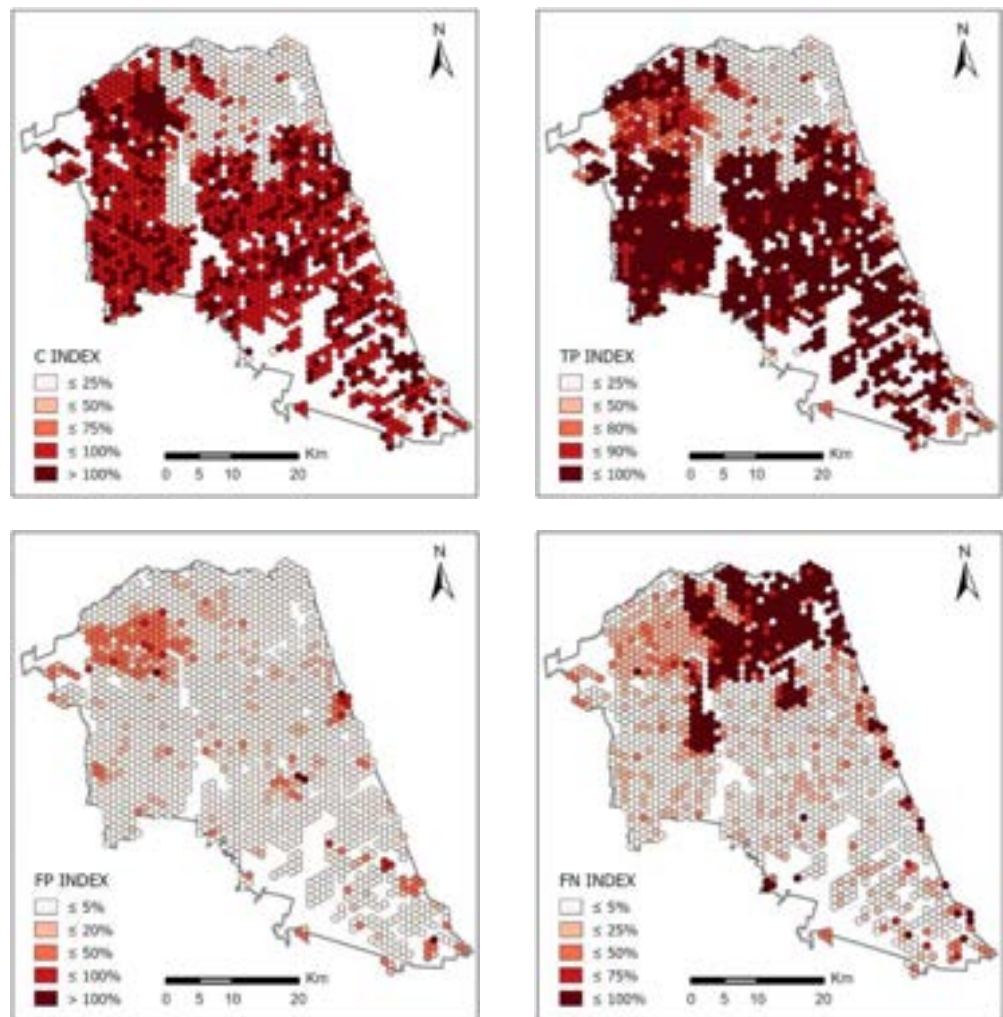 N
C INDEX
≤ 25%
≤ 50%
≤ 75%
≤ 100%
> 100%
Km
0 5 10 20
N
TP INDEX
≤ 25%
≤ 50%
≤ 80%
≤ 90%
≤ 100%
Km
0 5 10 20
N
FP INDEX
≤ 5%
≤ 20%
≤ 50%
≤ 100%
> 100%
Km
0 5 10 20
N
FN INDEX
≤ 5%
≤ 25%
≤ 50%
≤ 75%
≤ 100%
Km
0 5 10 20